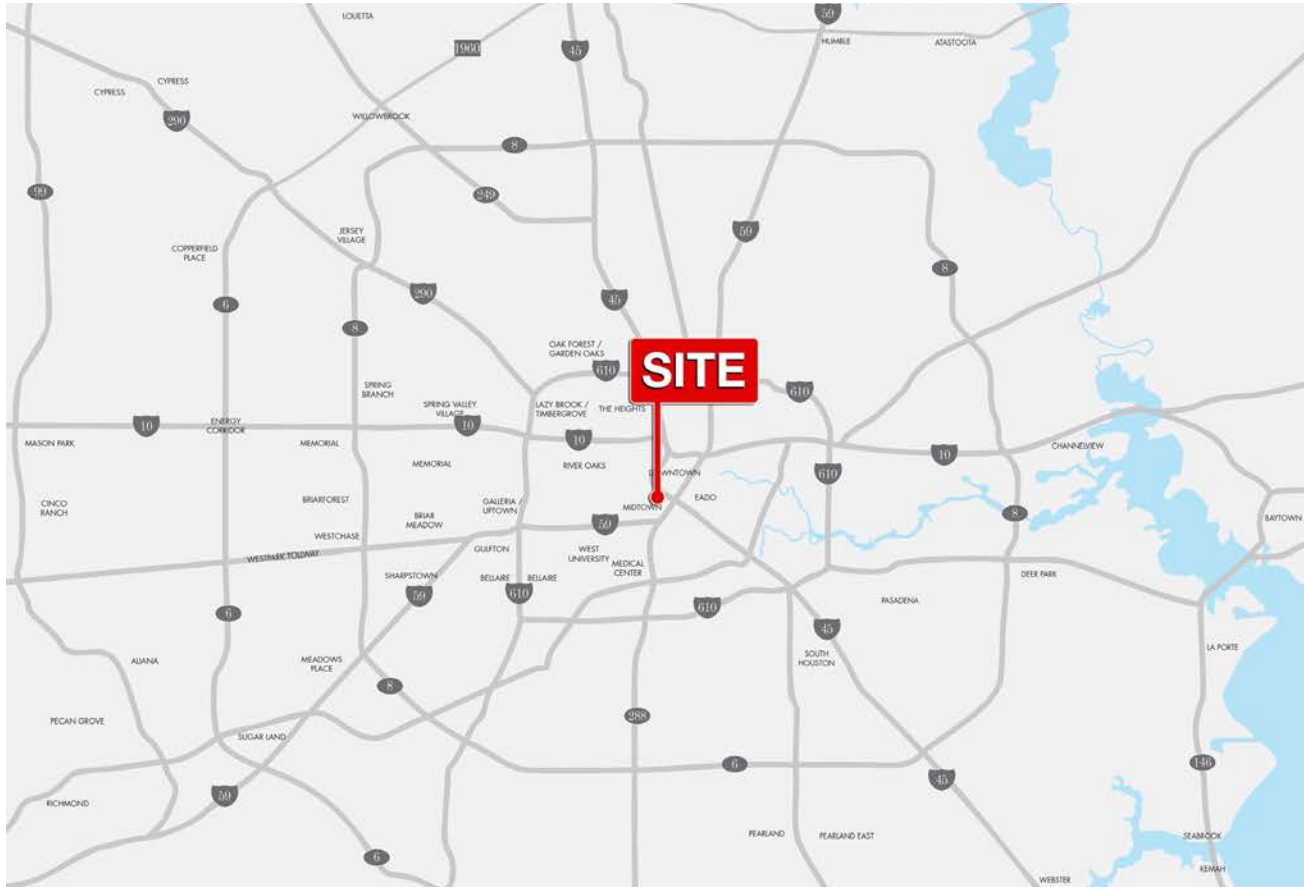 LOUETTA
59
HUMBLE
ATASTOCITA
1960
45
CYPRESS
CYPRESS
290
WILLOWBROOK
8
99
249
JERSEY
VILLAGE
59
COPPERFIELD
PLACE
8
290
45
6
8
OAK FOREST /
GARDEN OAKS
610
SITE
610
SPRING
BRANCH
SPRING VALLEY
VILLAGE
LAZY BROOK /
TIMBERGROVE
THE HEIGHTS
10
ENERGY
CORRIDOR
10
10
MASON PARK
MEMORIAL
CHANNELVIEW
10
MEMORIAL
RIVER OAKS
DOWNTOWN
610
CINCO
RANCH
BRIARFOREST
GALLERIA /
UPTOWN
MIDTOWN
EADO
BRIAR
MEADOW
8
BAYTOWN
59
WESTCHASE
WESTPARK TOLLWAY
GULFTON
WEST
UNIVERSITY
MEDICAL
CENTER
SHARPSTOWN
BELLAIRE
BELLAIRE
DEER PARK
59
610
610
PASADENA
6
45
ALIANA
MEADOWS
PLACE
SOUTH
HOUSTON
LA PORTE
8
PECAN GROVE
288
SUGAR LAND
6
146
45
59
RICHMOND
PEARLAND
PEARLAND EAST
SEABROOK
6
KEMAH
WEBSTER